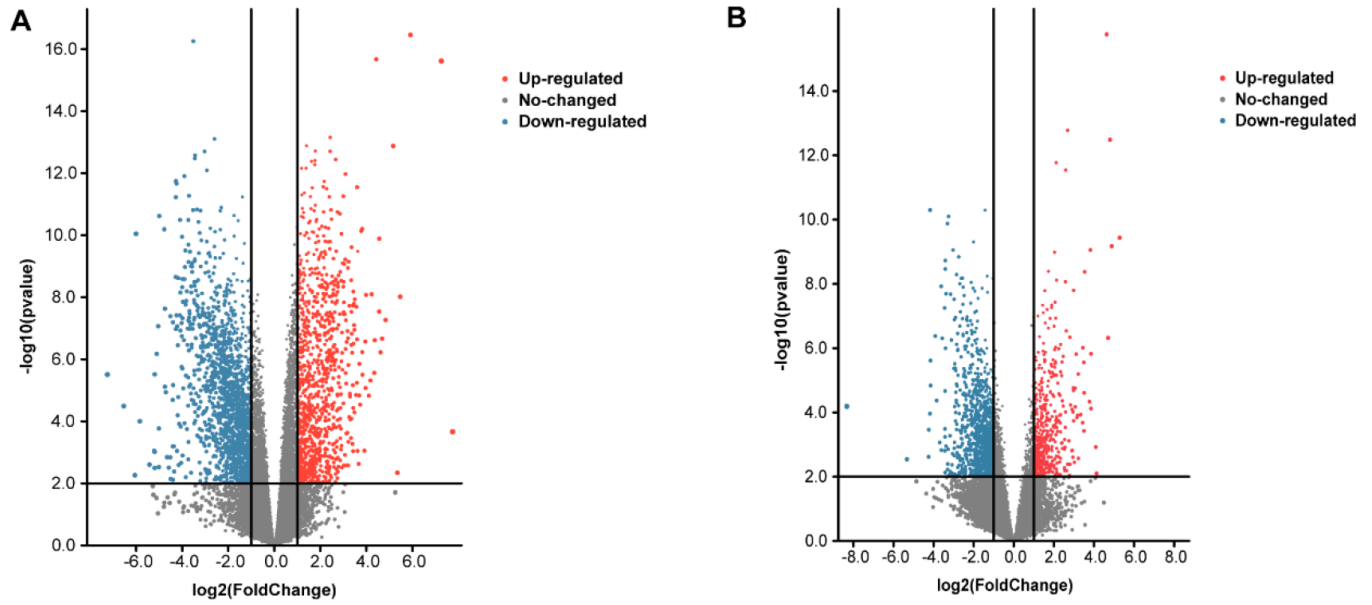 A
16.0
14.0
12.0
10.0
8.0
6.0
4.0
2.0
0.0
-log10(pvalue)
-6.0 -4.0 -2.0 0.0 2.0 4.0 6.0
log2(FoldChange)
Up-regulated
No-changed
Down-regulated
B
14.0
12.0
10.0
8.0
6.0
4.0
2.0
0.0
-log10(pvalue)
-8.0 -6.0 -4.0 -2.0 0.0 2.0 4.0 6.0 8.0
log2(FoldChange)
Up-regulated
No-changed
Down-regulated